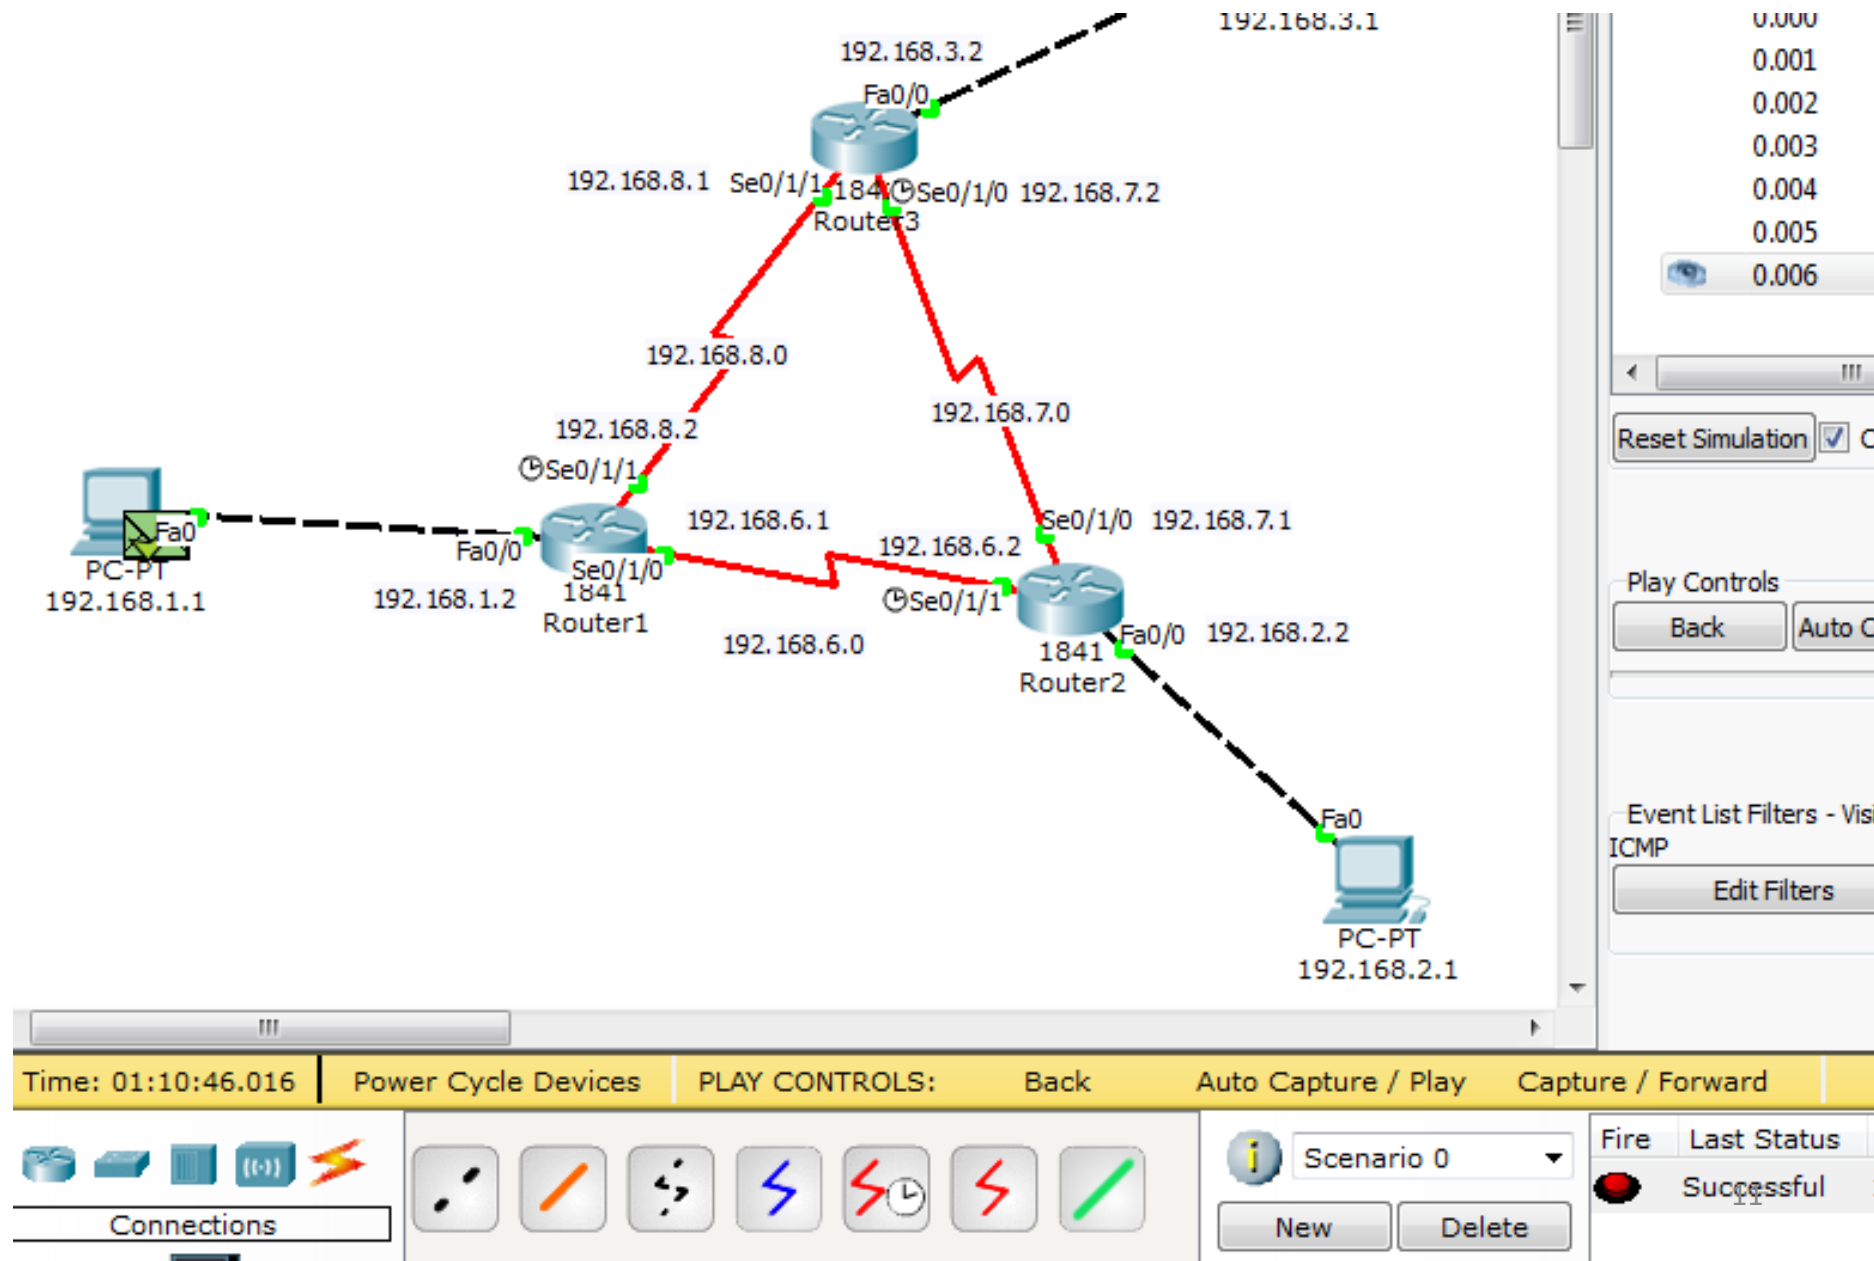 192.168.3.1
192.168.3.2
Fa0/0
192.168.8.1
Se0/1/1
Se0/1/0
192.168.7.2
Router3
192.168.8.0
192.168.7.0
192.168.8.2
Se0/1/1
192.168.6.1
Se0/1/0
192.168.7.1
Fa0
Fa0/0
192.168.6.2
PC-PT
Se0/1/0
192.168.1.1
192.168.1.2
1841
Se0/1/1
Router1
Fa0/0
192.168.2.2
192.168.6.0
1841
Router2
Fa0
PC-PT
192.168.2.1
0.000
0.001
0.002
0.003
0.004
0.005
0.006
Reset Simulation
Play Controls
Back
Auto C
Event List Filters - Visi
ICMP
Edit Filters
Time: 01:10:46.016
Power Cycle Devices
PLAY CONTROLS:
Back
Auto Capture / Play
Capture / Forward
Connections
Scenario 0
New
Delete
Fire
Last Status
Successful